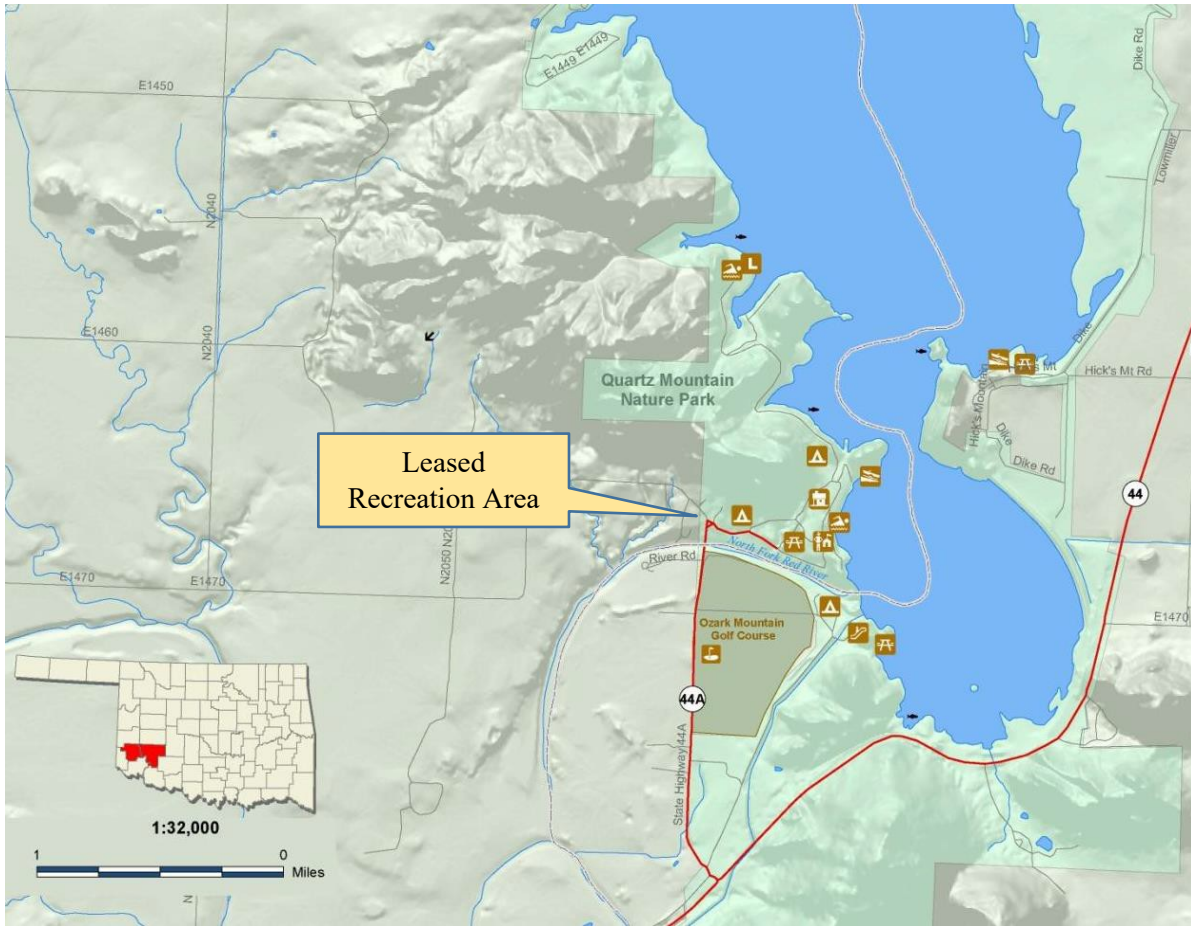 E1449
E1449
Dike Rd
E1450
Lowmiller
N2040
L
E1460
N2040
Dike
Hick's Mt Rd
Quartz Mountain
Nature Park
Hick's Mountain
Dike
Dike Rd
Leased
Recreation Area
44
River Rd
North Fork Red River
N2050
E1470
E1470
E1470
Ozark Mountain
Golf Course
44A
State Highway 44A
1:32,000
1
0
Miles
N